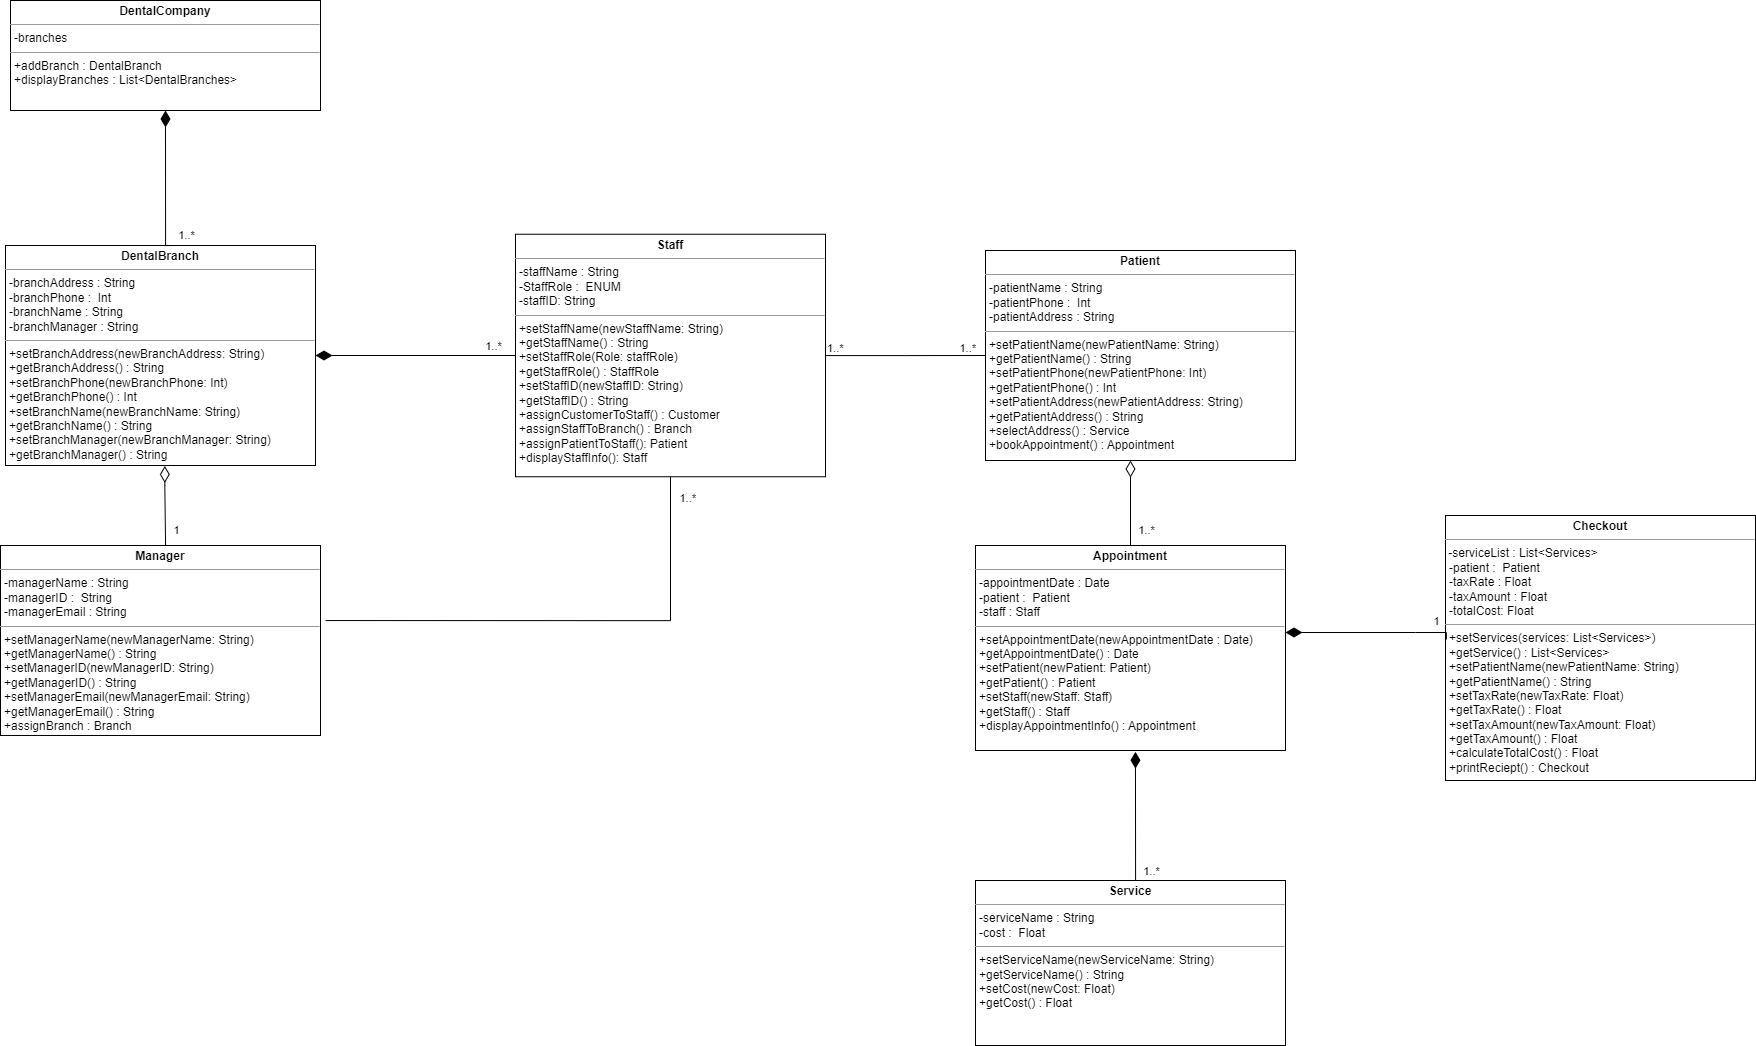 DentalCompany
-branches
+addBranch : DentalBranch
+displayBranches : List<DentalBranches>
1..*
DentalBranch
-branchAddress : String
-branchPhone :  Int
-branchName : String
-branchManager : String
+setBranchAddress(newBranchAddress: String)
+getBranchAddress() : String
+setBranchPhone(newBranchPhone: Int)
+getBranchPhone() : Int
+setBranchName(newBranchName: String)
+getBranchName() : String
+setBranchManager(newBranchManager: String)
+getBranchManager() : String
1..*
Staff
-staffName : String
-StaffRole :  ENUM
-staffID: String
+setStaffName(newStaffName: String)
+getStaffName() : String
+setStaffRole(Role: staffRole)
+getStaffRole() : StaffRole
+setStaffID(newStaffID: String)
+getStaffID() : String
+assignCustomerToStaff() : Customer
+assignStaffToBranch() : Branch
+assignPatientToStaff(): Patient
+displayStaffInfo(): Staff
1..*
1..*
1..*
Patient
-patientName : String
-patientPhone :  Int
-patientAddress : String
+setPatientName(newPatientName: String)
+getPatientName() : String
+setPatientPhone(newPatientPhone: Int)
+getPatientPhone() : Int
+setPatientAddress(newPatientAddress: String)
+getPatientAddress() : String
+selectAddress() : Service
+bookAppointment() : Appointment
1
Manager
-managerName : String
-managerID :  String
-managerEmail : String
+setManagerName(newManagerName: String)
+getManagerName() : String
+setManagerID(newManagerID: String)
+getManagerID() : String
+setManagerEmail(newManagerEmail: String)
+getManagerEmail() : String
+assignBranch : Branch
1..*
Appointment
-appointmentDate : Date
-patient :  Patient
-staff : Staff
+setAppointmentDate(newAppointmentDate : Date)
+getAppointmentDate() : Date
+setPatient(newPatient: Patient)
+getPatient() : Patient
+setStaff(newStaff: Staff)
+getStaff() : Staff
+displayAppointmentInfo() : Appointment
1
Checkout
-serviceList : List<Services>
-patient :  Patient
-taxRate : Float
-taxAmount : Float
-totalCost: Float
+setServices(services: List<Services>)
+getService() : List<Services>
+setPatientName(newPatientName: String)
+getPatientName() : String
+setTaxRate(newTaxRate: Float)
+getTaxRate() : Float
+setTaxAmount(newTaxAmount: Float)
+getTaxAmount() : Float
+calculateTotalCost() : Float
+printReciept() : Checkout
1..*
Service
-serviceName : String
-cost :  Float
+setServiceName(newServiceName: String)
+getServiceName() : String
+setCost(newCost: Float)
+getCost() : Float